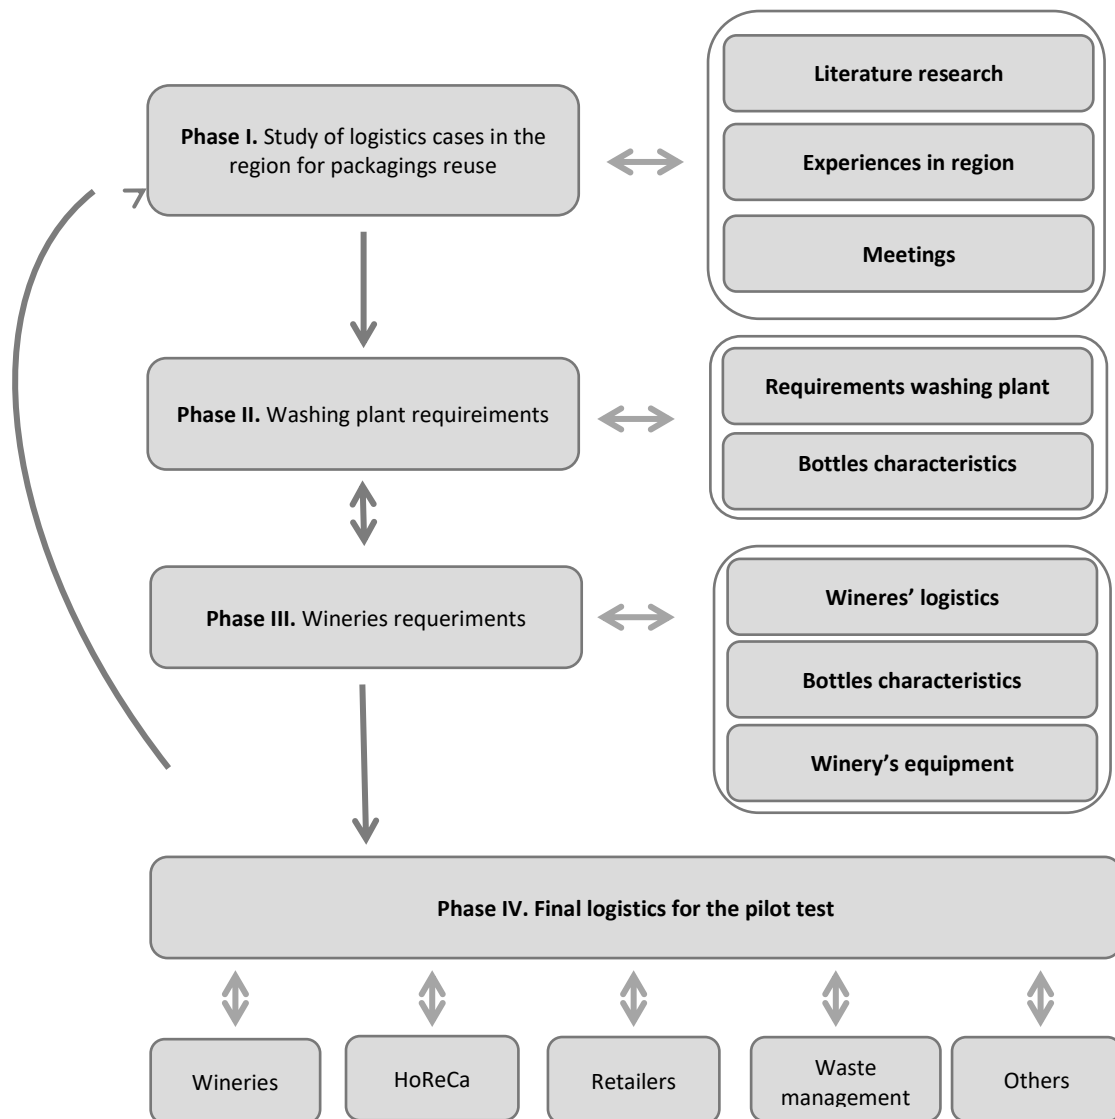 Literature research
Phase I. Study of logistics cases in the
region for packagings reuse
Experiences in region
Meetings
Phase II. Washing plant requireiments
Requirements washing plant
Bottles characteristics
Phase III. Wineries requeriments
Wineres’ logistics
Bottles characteristics
Winery’s equipment
Phase IV. Final logistics for the pilot test
Wineries
HoReCa
Retailers
Waste
management
Others